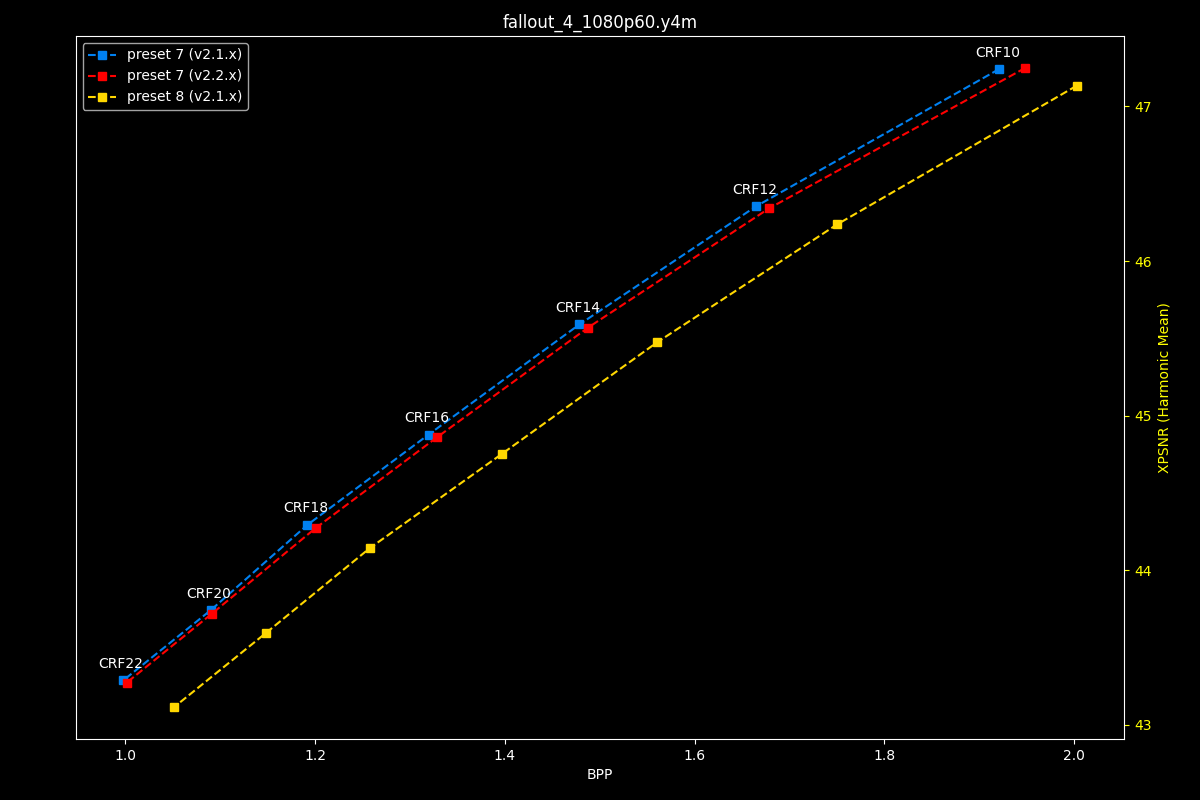 fallout_4_1080p60.y4m
preset 7 (v2.1.x)
preset 7 (v2.2.x)
preset 8 (v2.1.x)
CRF10
CRF12
CRF14
CRF16
CRF18
CRF20
CRF22
47
46
45
44
43
XPSNR (Harmonic Mean)
1.0 1.2 1.4 1.6 1.8 2.0
BPP